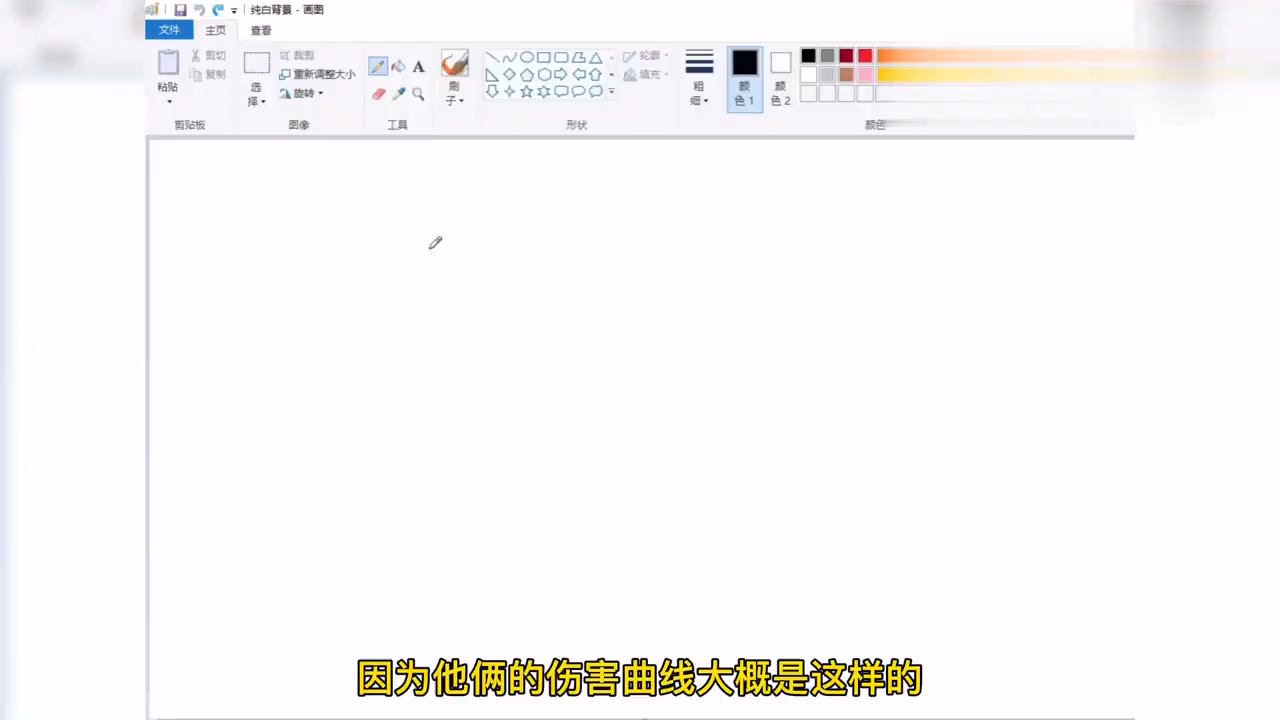 纯白背景 - 画图
文件 主页 查看
粘贴
剪切
复制
剪贴板
选择
裁剪
重新调整大小
旋转
图像
A
工具
刷子
形状
轮廓
填充
粗细
颜色 1
颜色 2
颜色
因为他俩的伤害曲线大概是这样的